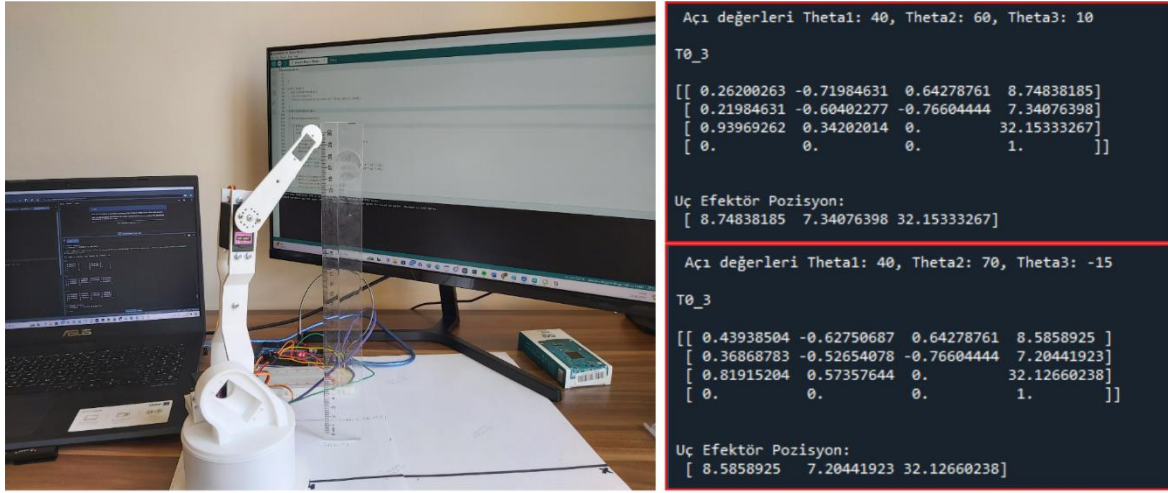 ASUS
Açı değerleri Theta1: 40, Theta2: 60, Theta3: 10
T0_3
[[ 0.26200263 -0.71984631 0.64278761 8.74838185]
[ 0.21984631 -0.60402277 -0.76604444 7.34076398]
[ 0.93969262 0.34202014 0. 32.15333267]
[ 0. 0. 0. 1. ]]
Uç Efektör Pozisyon:
[ 8.74838185 7.34076398 32.15333267]
Açı değerleri Theta1: 40, Theta2: 70, Theta3: -15
T0_3
[[ 0.43938504 -0.62750687 0.64278761 8.5858925 ]
[ 0.36868783 -0.52654078 -0.76604444 7.20441923]
[ 0.81915204 0.57357644 0. 32.12660238]
[ 0. 0. 0. 1. ]]
Uç Efektör Pozisyon:
[ 8.5858925 7.20441923 32.12660238]